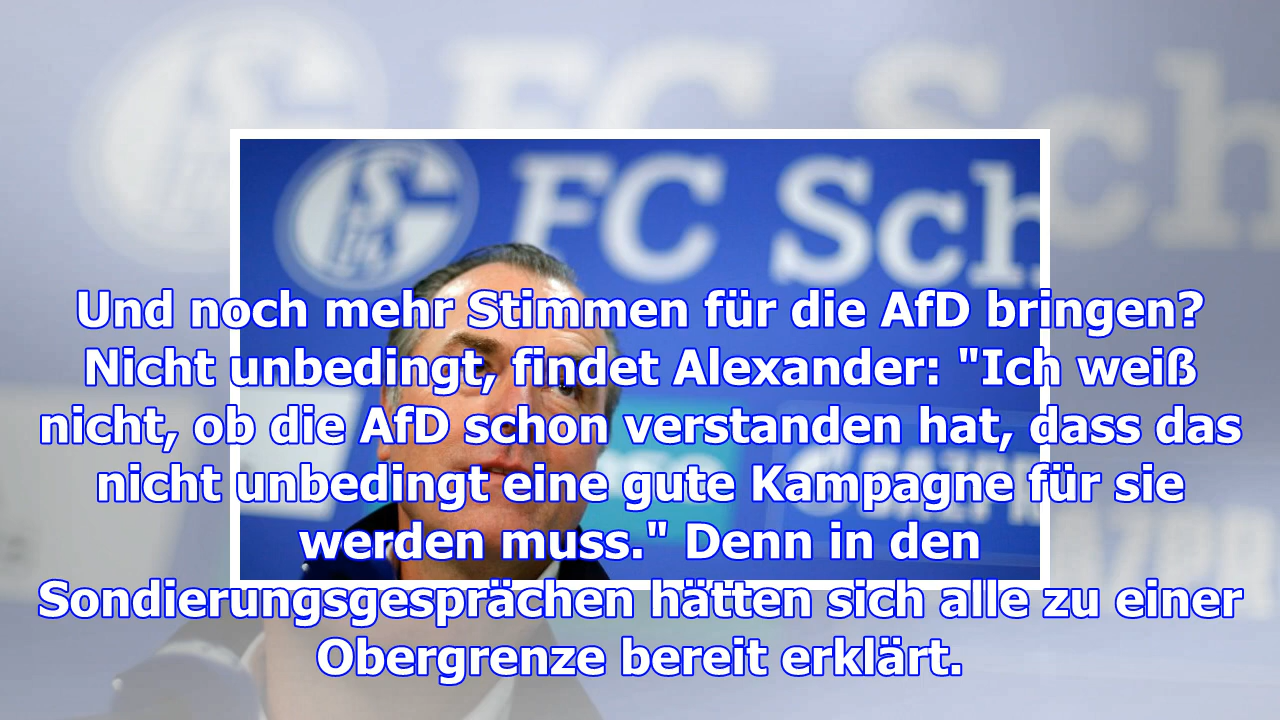 FC Sch
FC Sch
Und noch mehr Stimmen für die AfD bringen?
Nicht unbedingt, findet Alexander: "Ich weiß
nicht, ob die AfD schon verstanden hat, dass das
nicht unbedingt eine gute Kampagne für sie
werden muss." Denn in den
Sondierungsgesprächen hätten sich alle zu einer
Obergrenze bereit erklärt.